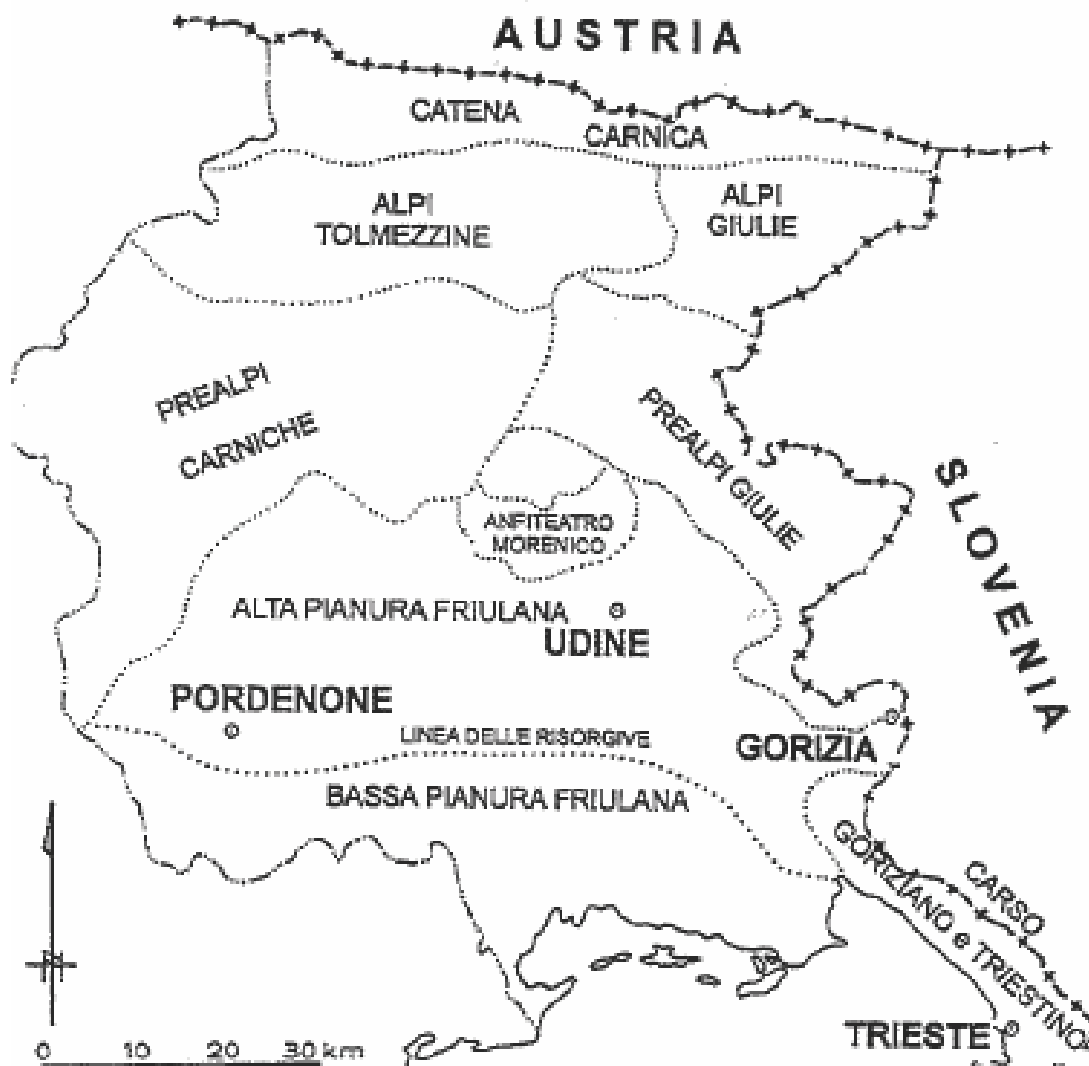 AUSTRIA
CATENA
CARNICA
ALPI
TOLMEZZINE
ALPI
GIULIE
PREALPI
CARNICHE
PREALPI GIULIE
SLOVENIA
ANFITEATRO
MORENICO
ALTA PIANURA FRIULANA
UDINE
PORDENONE
LINEA DELLE RISORGIVE
GORIZIA
BASSA PIANURA FRIULANA
CARSO
GORIZIANO e TRIESTINO
TRIESTE
N
0 10 20 30 km